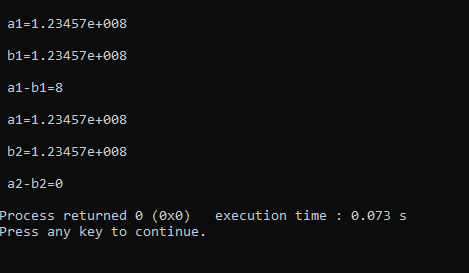 a1=1.23457e+008
b1=1.23457e+008
a1-b1=8
a1=1.23457e+008
b2=1.23457e+008
a2-b2=0
Process returned 0 (0x0)   execution time : 0.073 s
Press any key to continue.